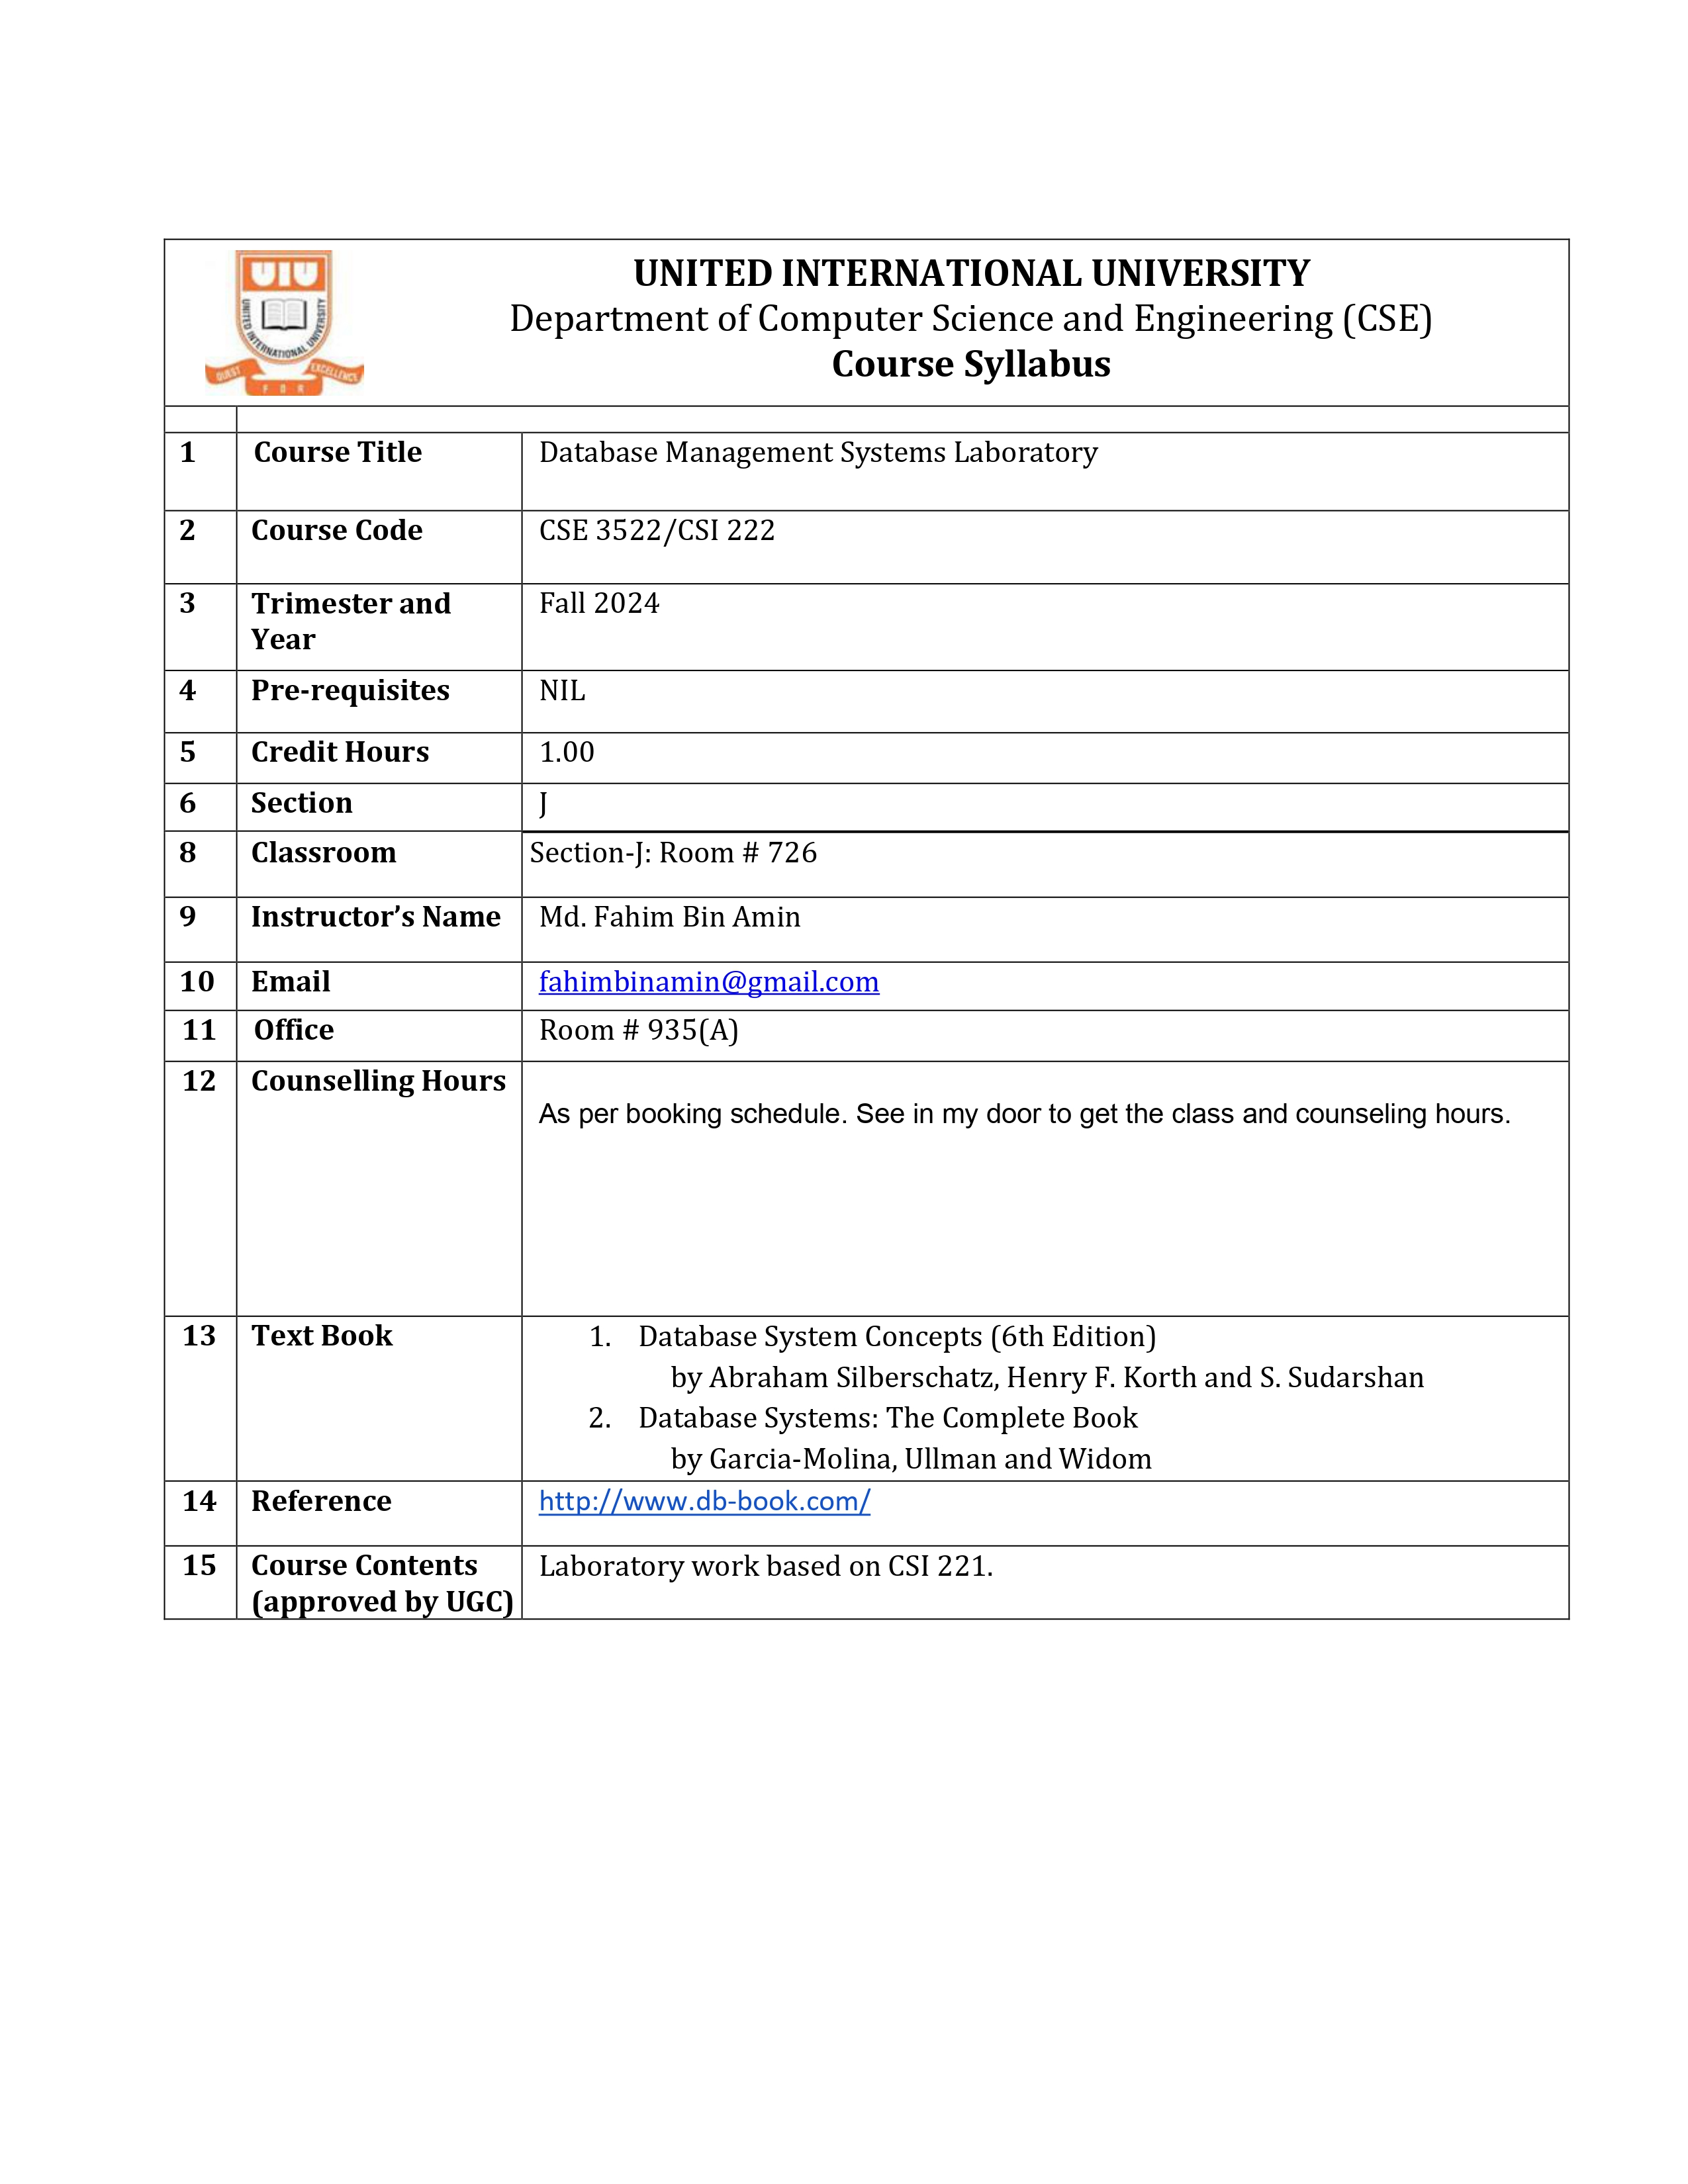 UIU
UNITED INTERNATIONAL UNIVERSITY
QUEST FOR EXCELLENCE
UNITED INTERNATIONAL UNIVERSITY
Department of Computer Science and Engineering (CSE)
Course Syllabus
1 Course Title Database Management Systems Laboratory
2 Course Code CSE 3522/CSI 222
3 Trimester and Fall 2024
Year
4 Pre-requisites NIL
5 Credit Hours 1.00
6 Section J
8 Classroom Section-J: Room # 726
9 Instructor’s Name Md. Fahim Bin Amin
10 Email fahimbinamin@gmail.com
11 Office Room # 935(A)
12 Counselling Hours
As per booking schedule. See in my door to get the class and counseling hours.
13 Text Book 1. Database System Concepts (6th Edition)
by Abraham Silberschatz, Henry F. Korth and S. Sudarshan
2. Database Systems: The Complete Book
by Garcia-Molina, Ullman and Widom
14 Reference http://www.db-book.com/
15 Course Contents Laboratory work based on CSI 221.
(approved by UGC)